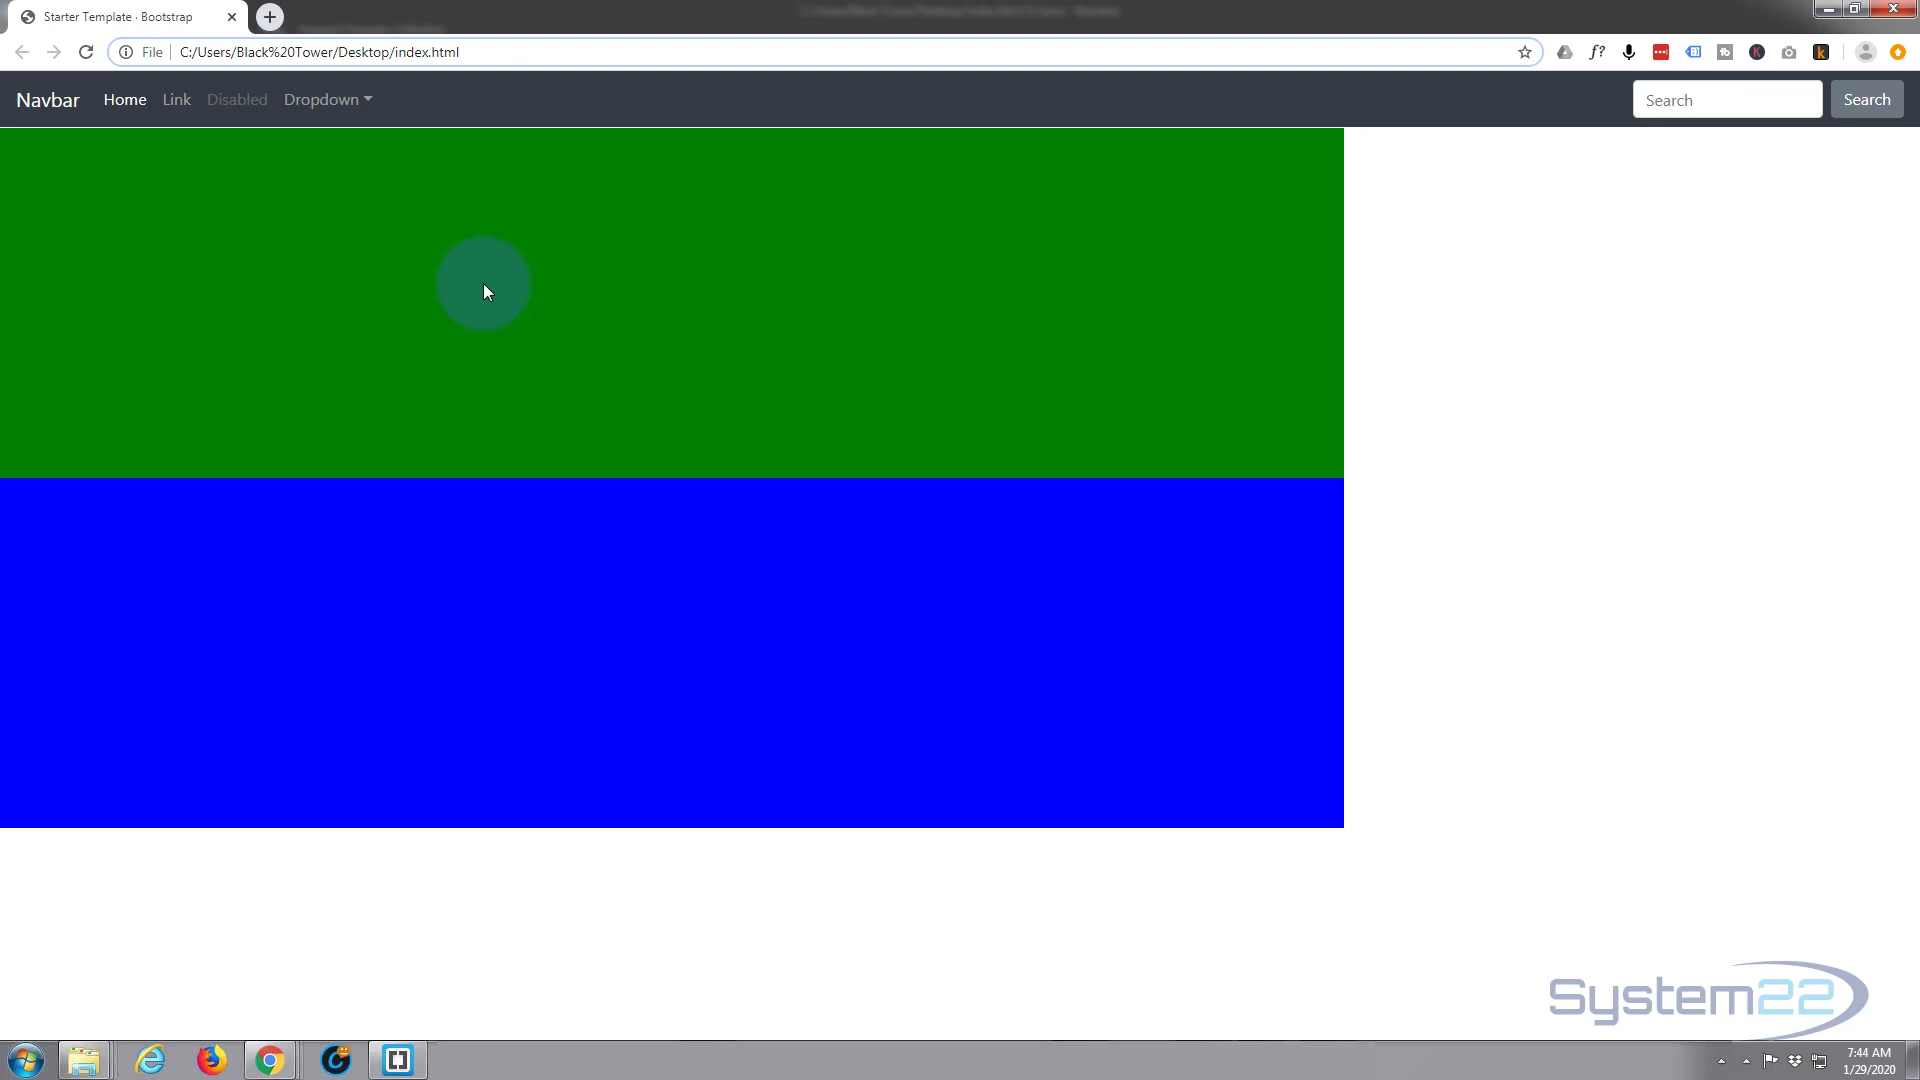 Starter Template · Bootstrap
File C:/Users/Black%20Tower/Desktop/index.html
Navbar Home Link Disabled Dropdown Search Search
System22
7:44 AM
1/29/2020